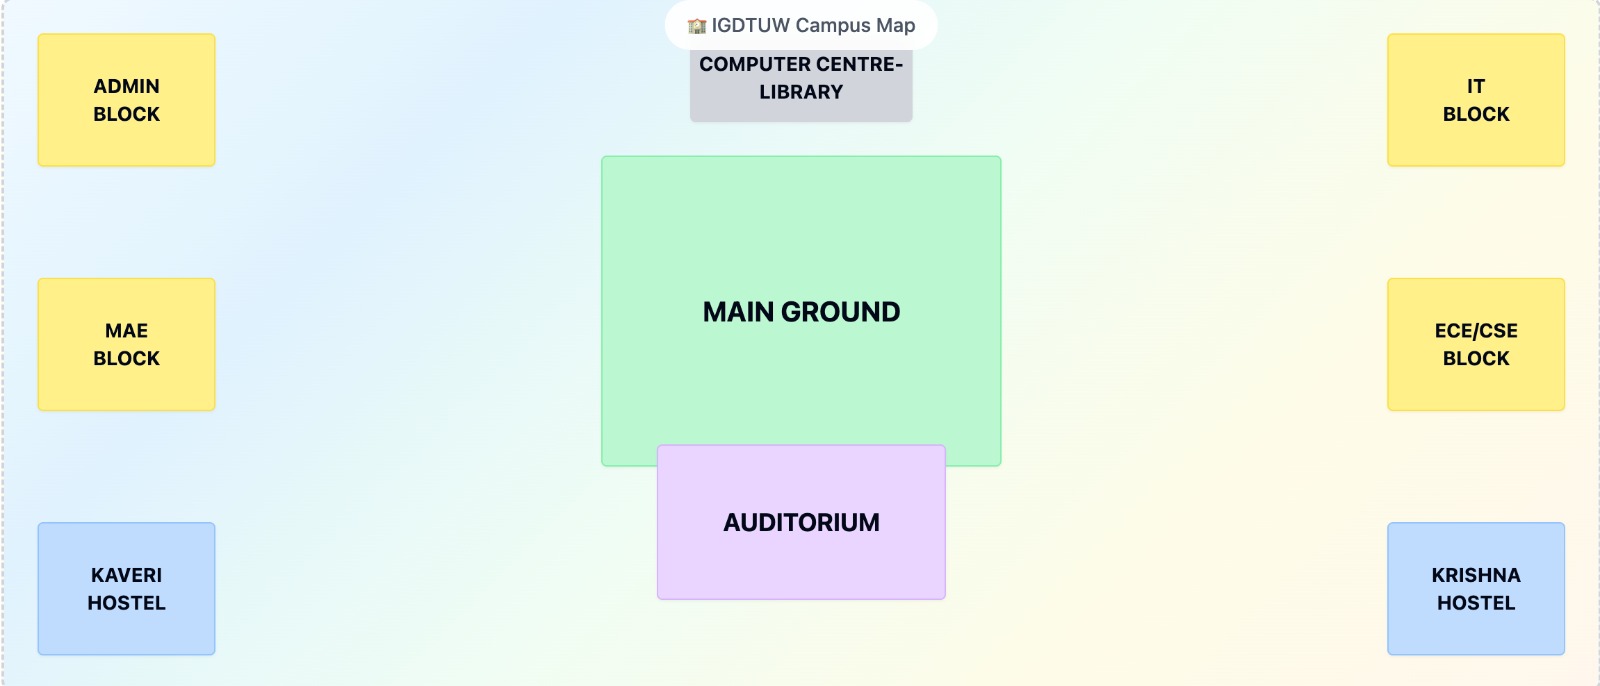 🏫 IGDTUW Campus Map
ADMIN
BLOCK
COMPUTER CENTRE-
LIBRARY
IT
BLOCK
MAIN GROUND
MAE
BLOCK
ECE/CSE
BLOCK
AUDITORIUM
KAVERI
HOSTEL
KRISHNA
HOSTEL